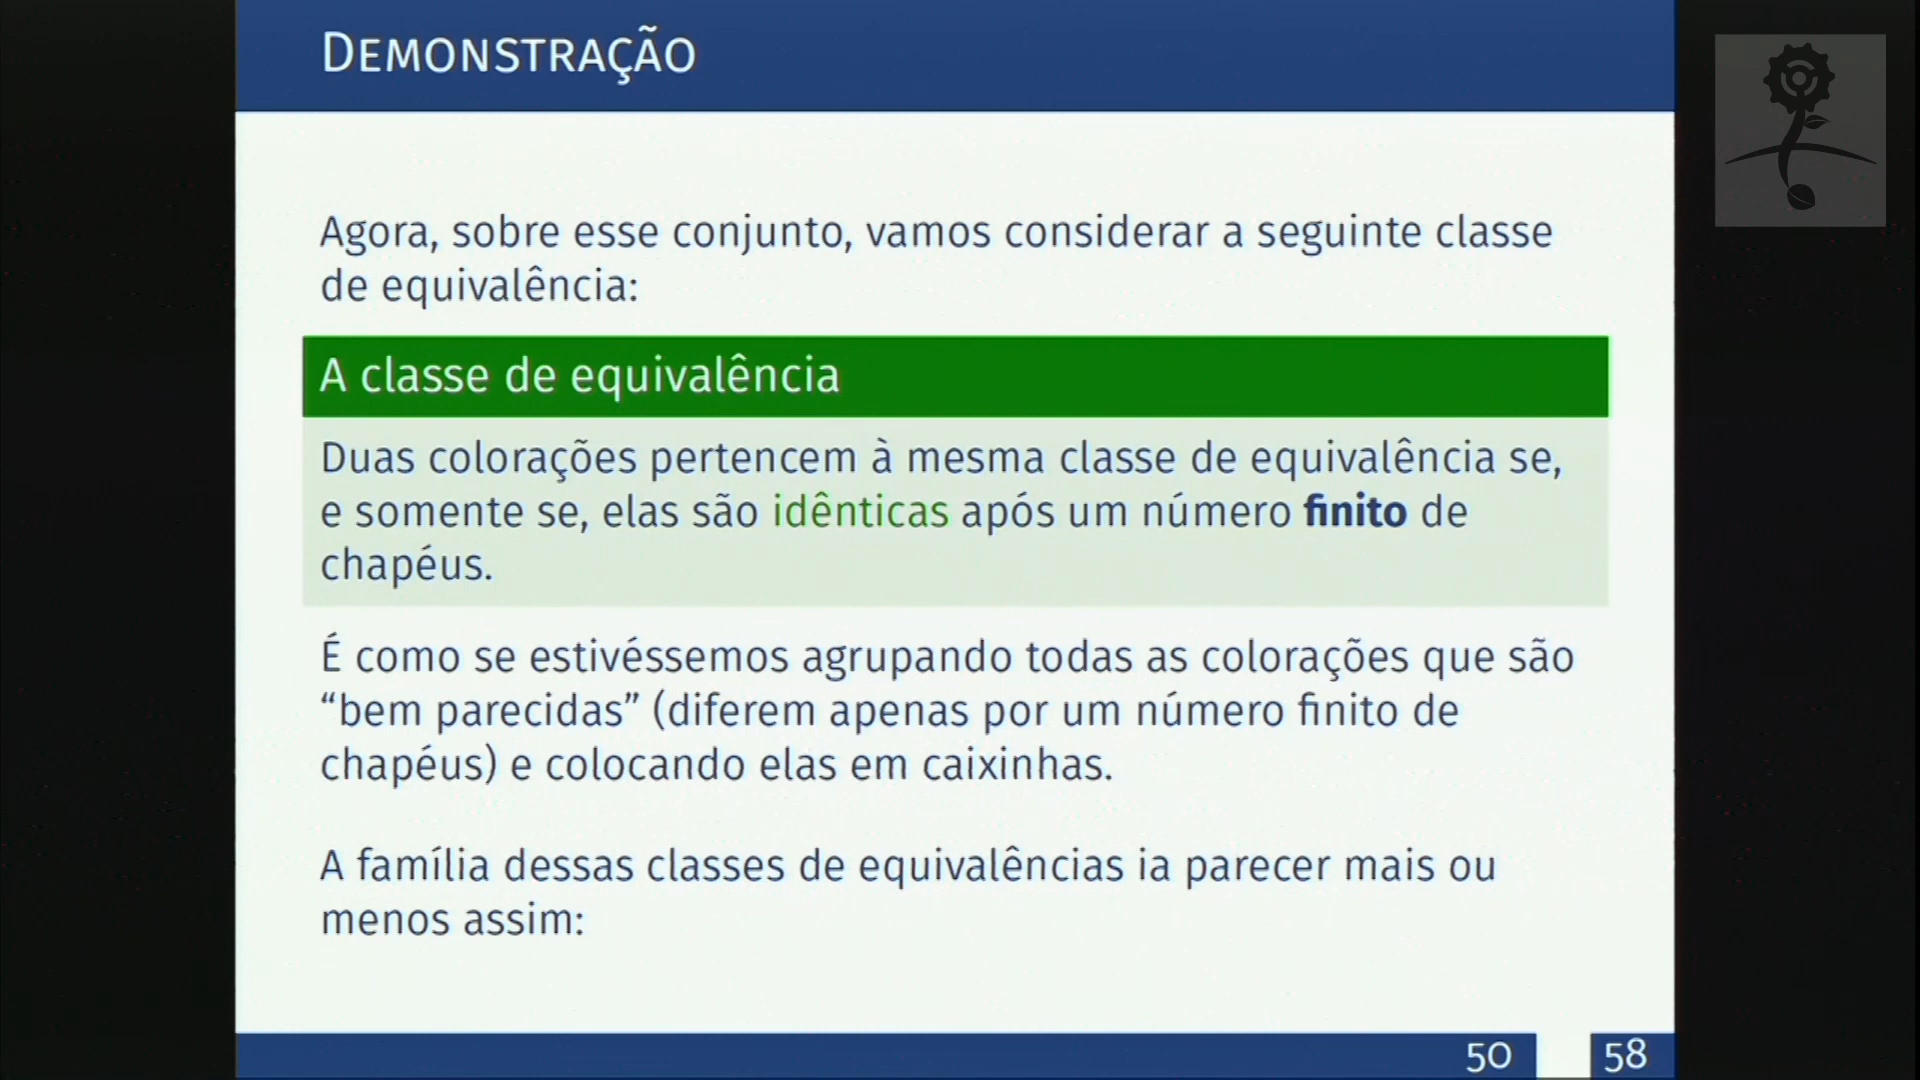 DEMONSTRAÇÃO
Agora, sobre esse conjunto, vamos considerar a seguinte classe
de equivalência:
A classe de equivalência
Duas colorações pertencem à mesma classe de equivalência se,
e somente se, elas são idênticas após um número finito de
chapéus.
É como se estivéssemos agrupando todas as colorações que são
“bem parecidas” (diferem apenas por um número finito de
chapéus) e colocando elas em caixinhas.
A família dessas classes de equivalências ia parecer mais ou
menos assim:
50 58